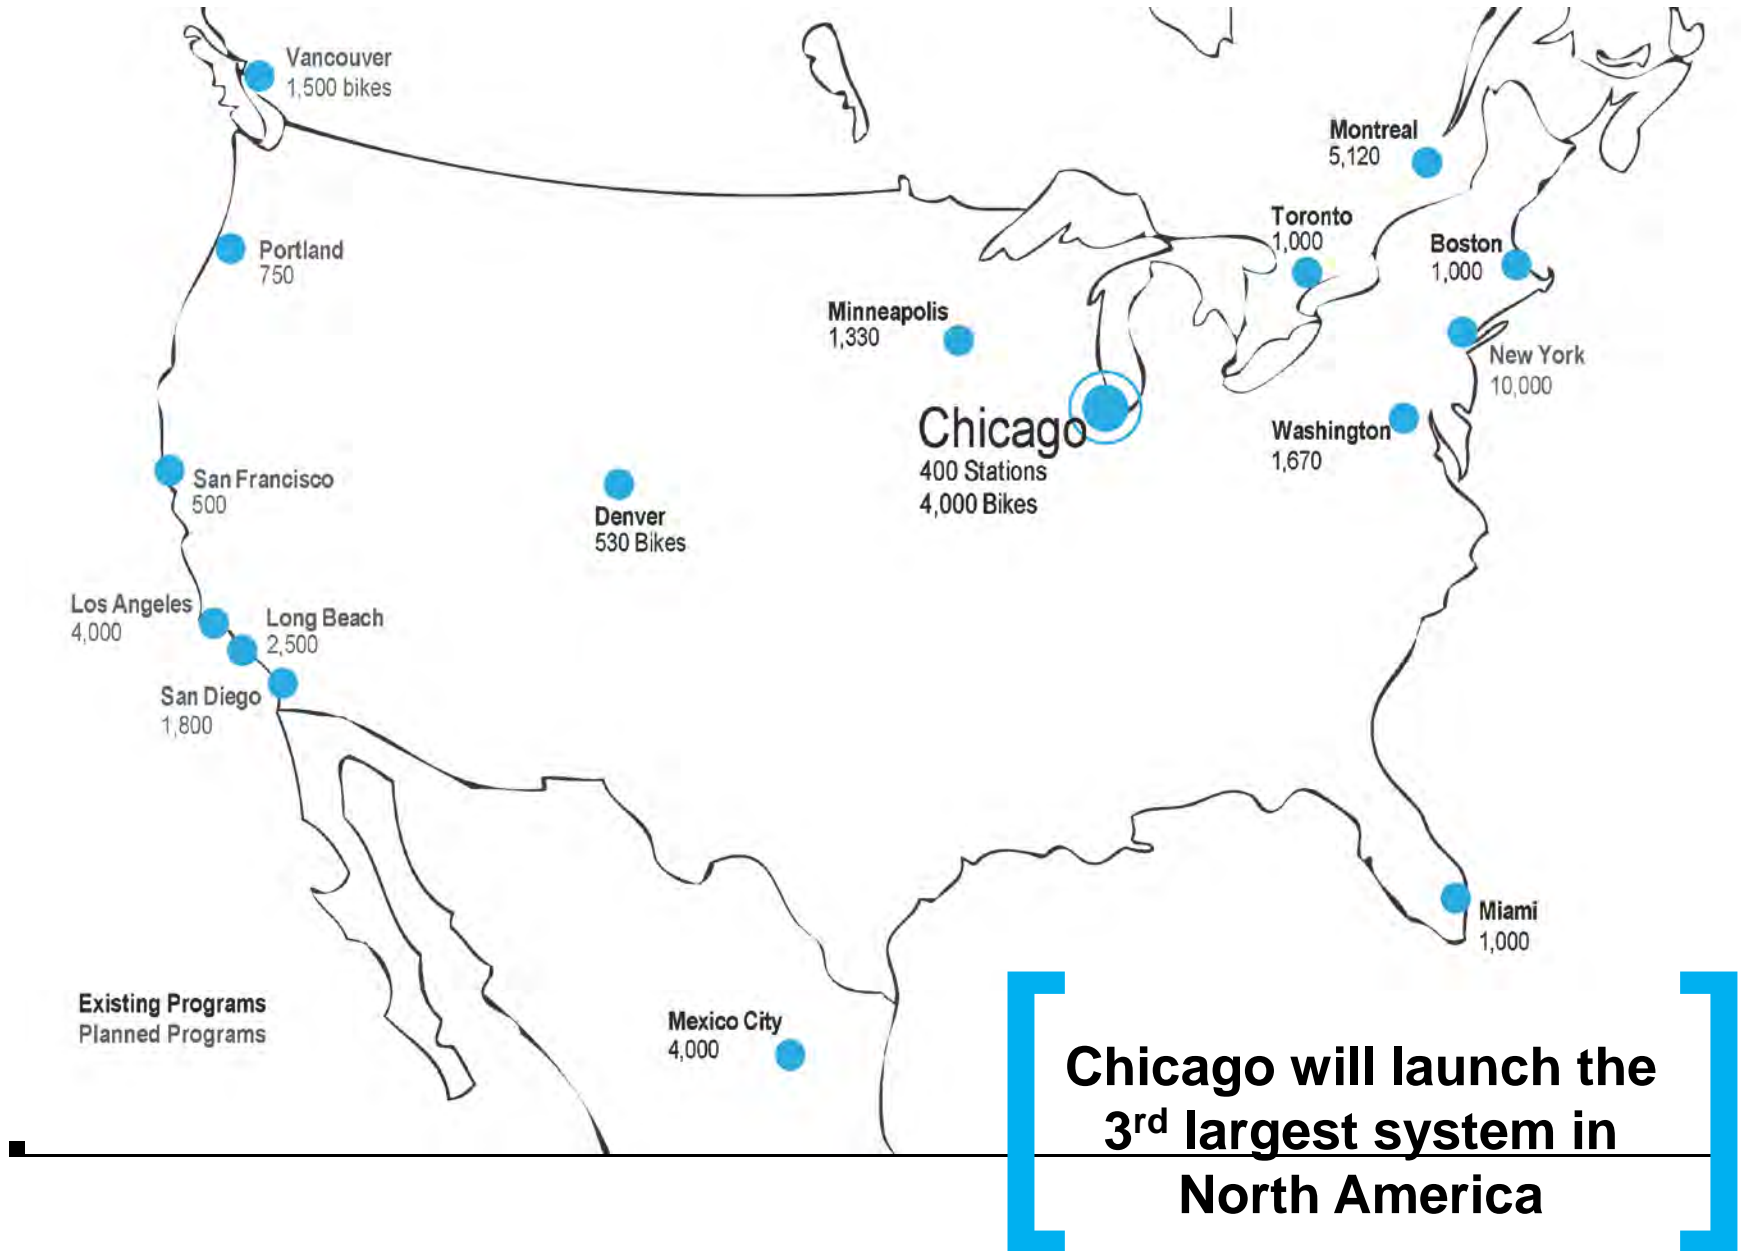 Vancouver
1,500 bikes
Montreal
5,120
Toronto
1,000
Boston
1,000
Portland
750
Minneapolis
1,330
New York
10,000
Chicago
400 Stations
4,000 Bikes
Washington
1,670
San Francisco
500
Denver
530 Bikes
Los Angeles
4,000
Long Beach
2,500
San Diego
1,800
Miami
1,000
Existing Programs
Planned Programs
Mexico City
4,000
Chicago will launch the
3rd largest system in
North America